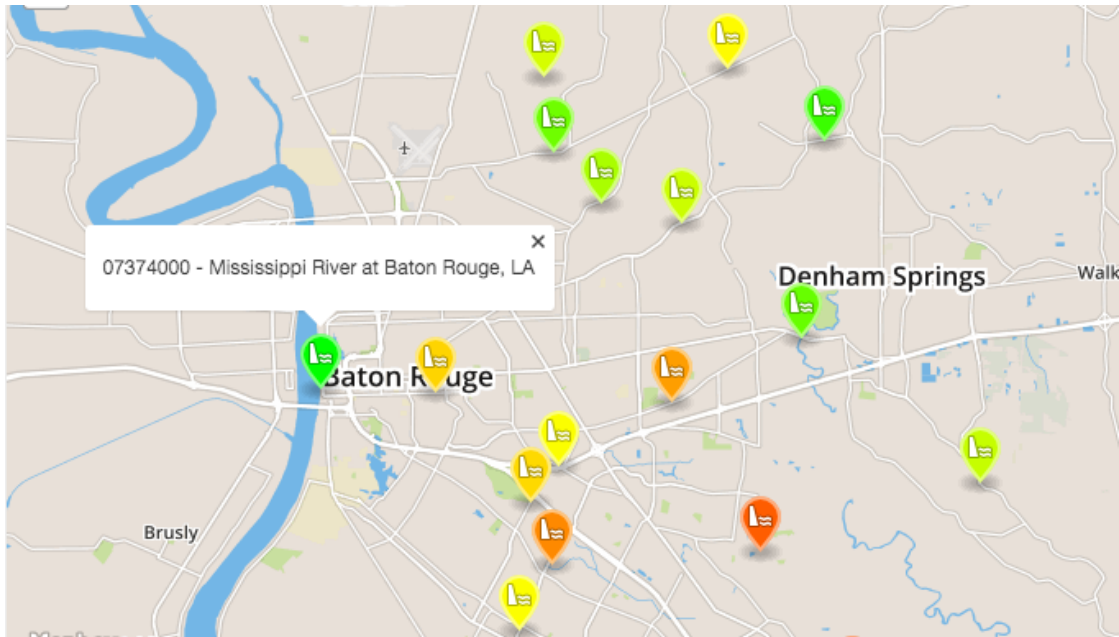 ×
07374000 - Mississippi River at Baton Rouge, LA
Denham Springs
Walk
Baton Rouge
Brusly